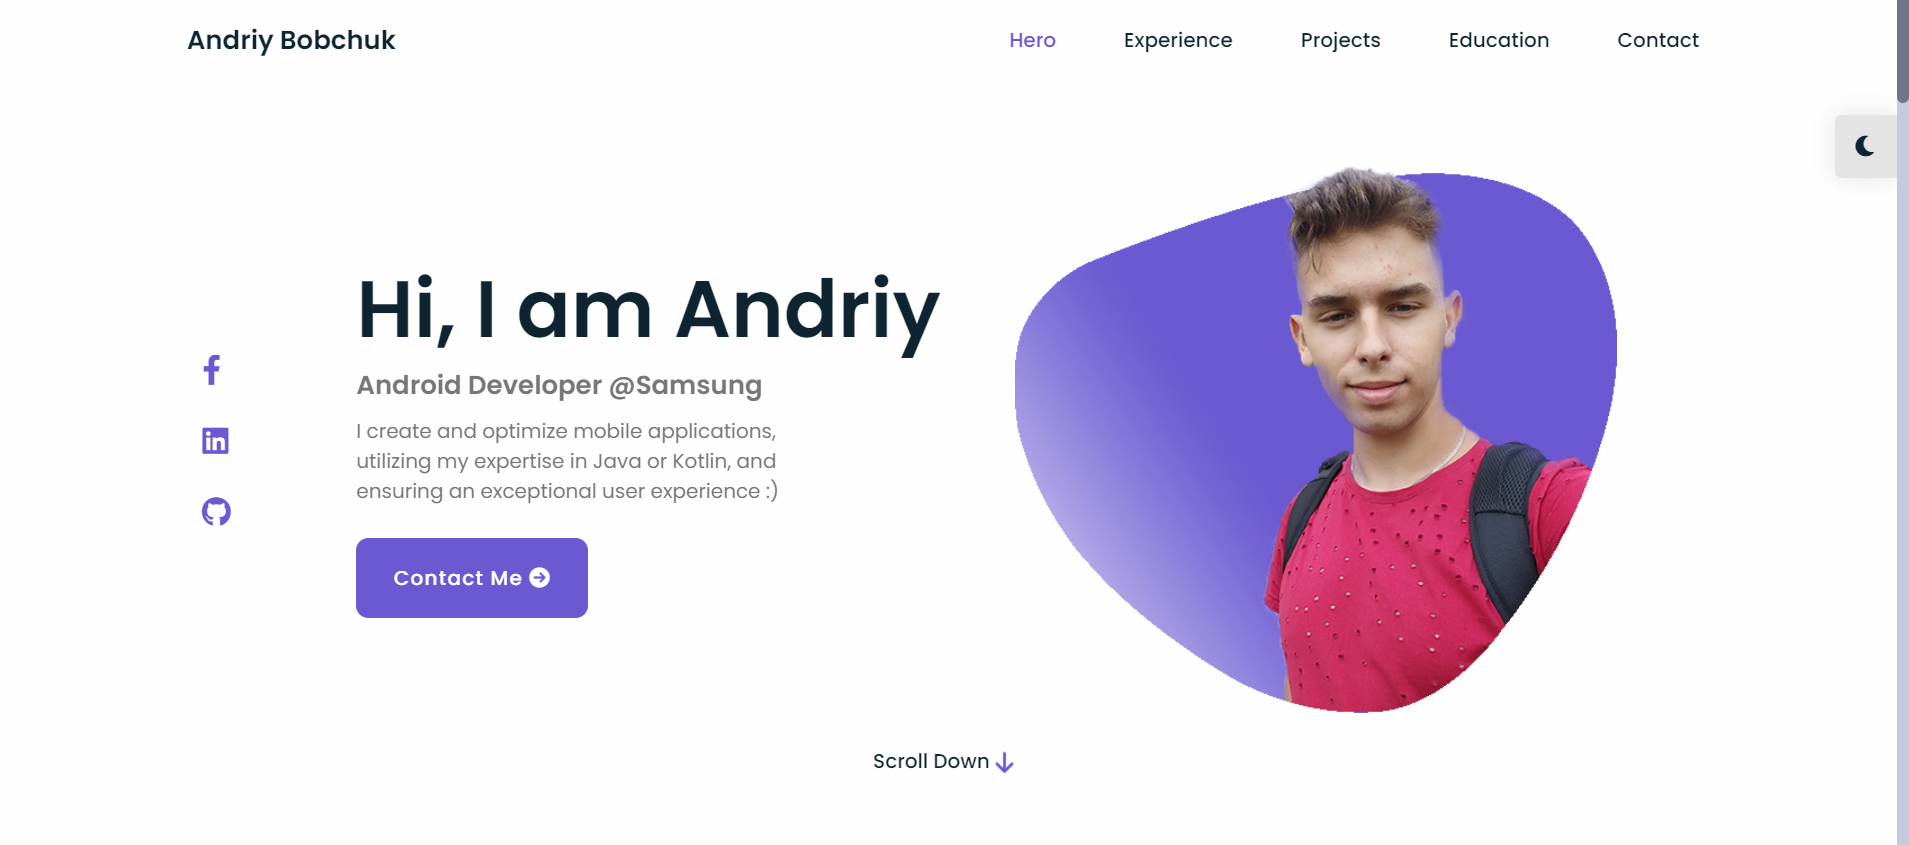 Andriy Bobchuk
Hero Experience Projects Education Contact
Hi, I am Andriy
Android Developer @Samsung
I create and optimize mobile applications,
utilizing my expertise in Java or Kotlin, and
ensuring an exceptional user experience :)
Contact Me
Scroll Down